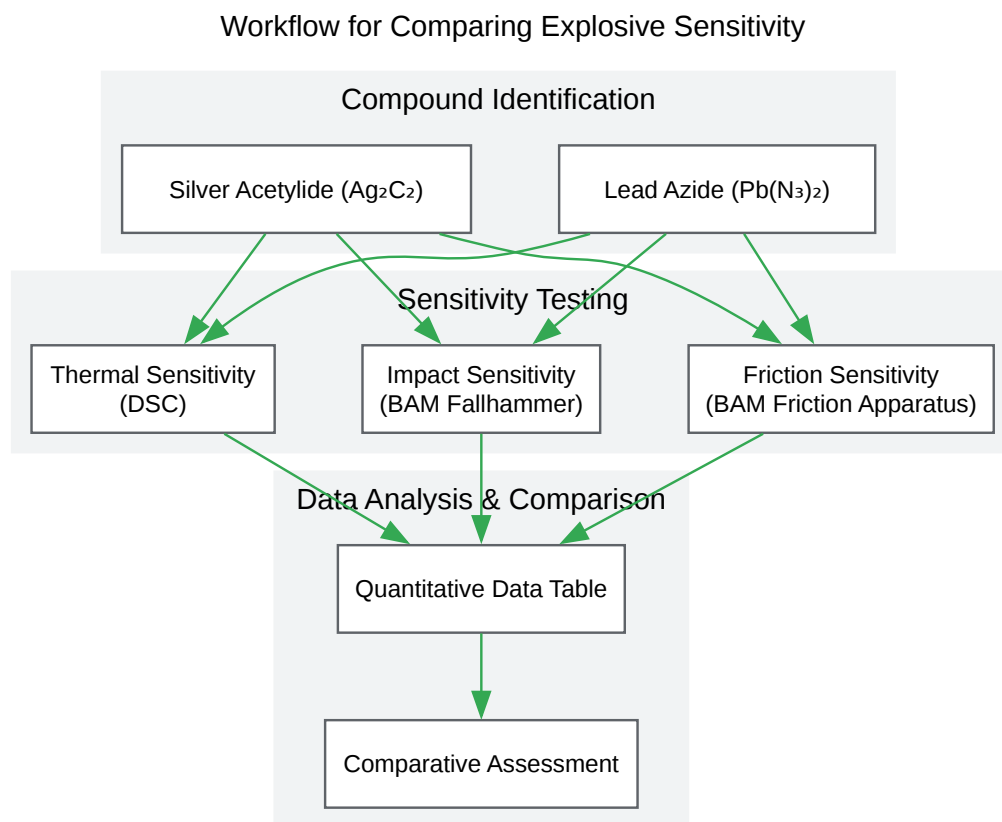 Workflow for Comparing Explosive Sensitivity
Compound Identification
Silver Acetylide (Ag₂C₂)
Lead Azide (Pb(N₃)₂)
Sensitivity Testing
Thermal Sensitivity
(DSC)
Impact Sensitivity
(BAM Fallhammer)
Friction Sensitivity
(BAM Friction Apparatus)
Data Analysis & Comparison
Quantitative Data Table
Comparative Assessment